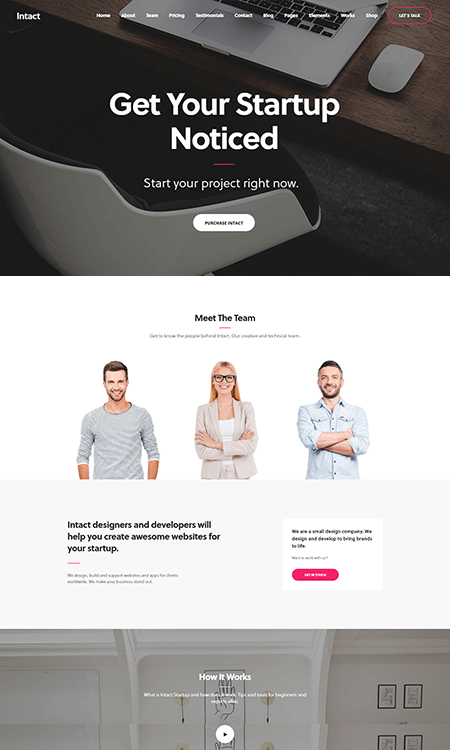 Intact
Home About Team Pricing Testimonials Contact Blog Pages Elements Works Shop LET'S TALK
Get Your Startup
Noticed
Start your project right now.
PURCHASE INTACT
Meet The Team
Get to know the people behind Intact. Our creative and technical team.
Intact designers and developers will
help you create awesome websites for
your startup.
We design, build and support websites and apps for clients
worldwide. We make your business stand out.
We are a small design company. We
design and develop to bring brands
to life.
Want to work with us?
GET IN TOUCH
How It Works
What is Intact Startup and how does it work. Tips and tools for beginners and
experts alike.